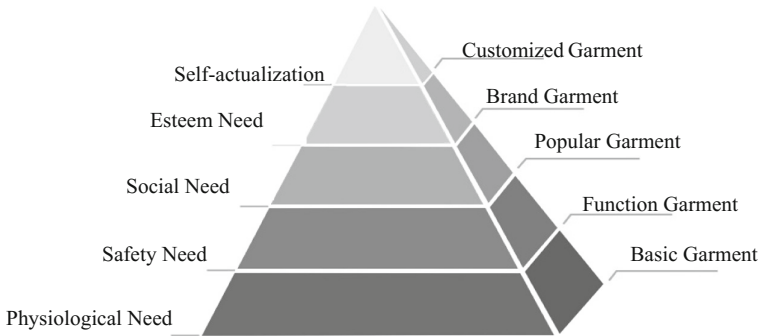 Customized Garment
Self-actualization
Brand Garment
Esteem Need
Popular Garment
Social Need
Function Garment
Safety Need
Basic Garment
Physiological Need